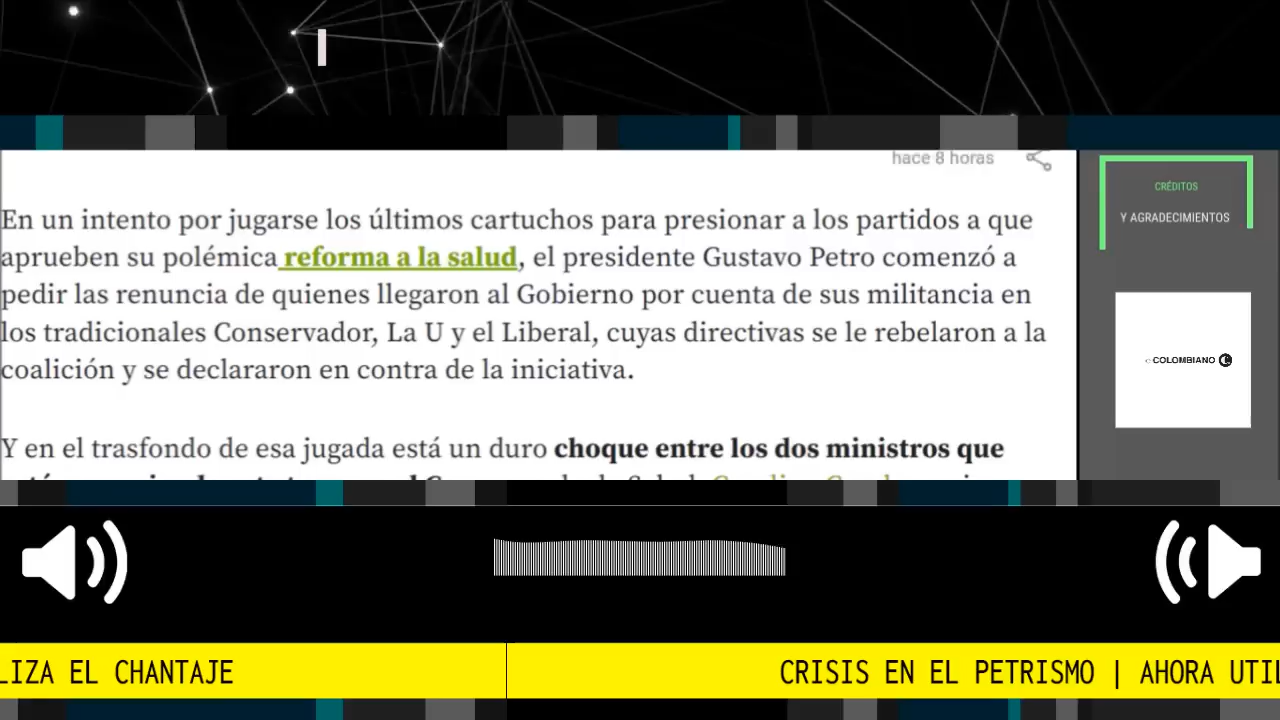 hace 8 horas
En un intento por jugarse los últimos cartuchos para presionar a los partidos a que
aprueben su polémica reforma a la salud, el presidente Gustavo Petro comenzó a
pedir las renuncia de quienes llegaron al Gobierno por cuenta de sus militancia en
los tradicionales Conservador, La U y el Liberal, cuyas directivas se le rebelaron a la
coalición y se declararon en contra de la iniciativa.
Y en el trasfondo de esa jugada está un duro choque entre los dos ministros que
CRÉDITOS
Y AGRADECIMIENTOS
EL COLOMBIANO
LIZA EL CHANTAJE
CRISIS EN EL PETRISMO | AHORA UTIL